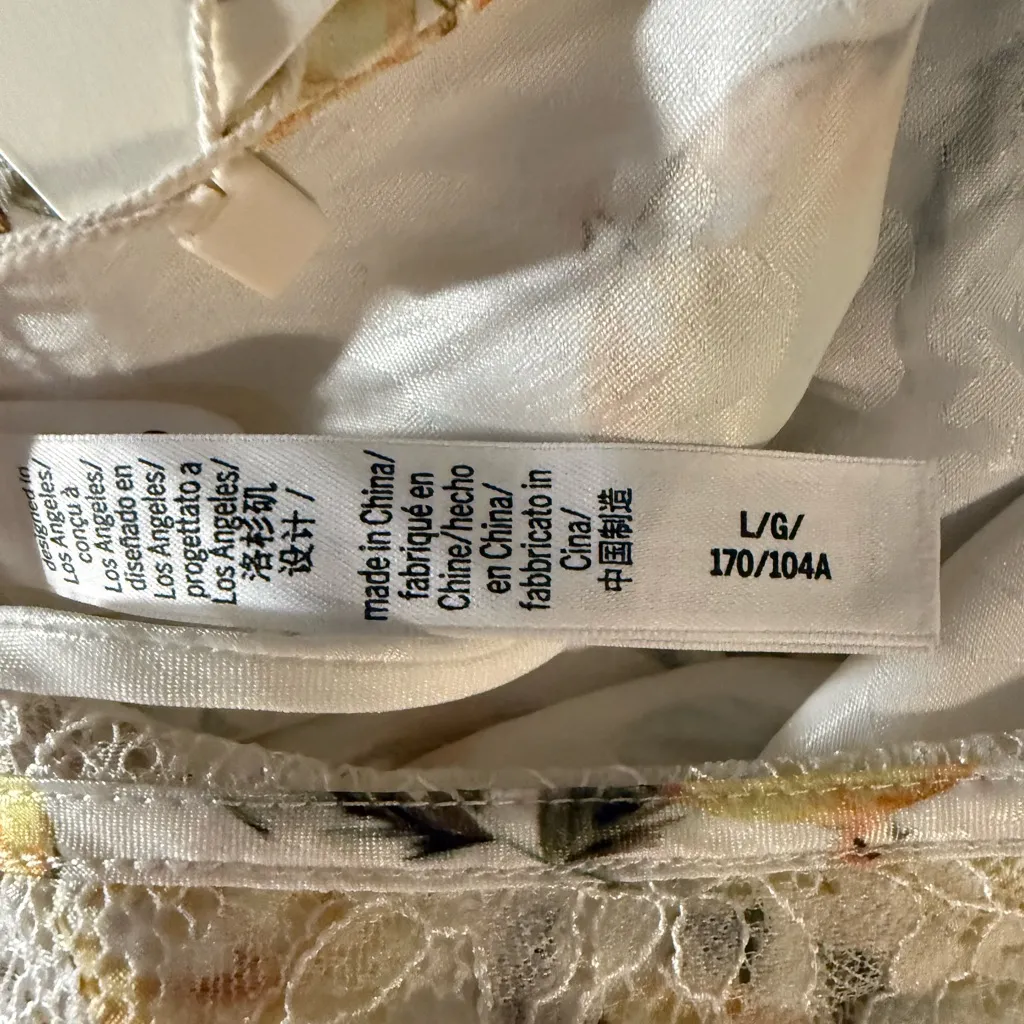 designed in
Los Angeles/
conçu à
Los Angeles/
diseñado en
Los Angeles/
progettato a
Los Angeles/
洛杉矶
设计 /
made in China/
fabriqué en
Chine/hecho
en China/
fabbricato in
Cina/
中国制造
L/G/
170/104A